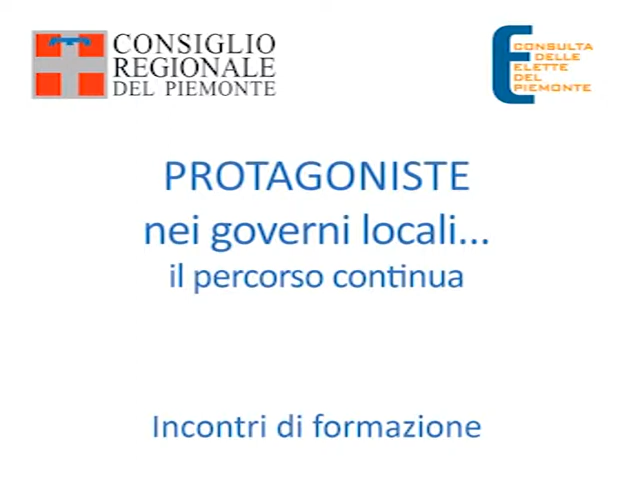 CONSIGLIO
REGIONALE
DEL PIEMONTE
CONSULTA
DELLE
ELETTE
DEL
PIEMONTE
PROTAGONISTE
nei governi locali...
il percorso continua
Incontri di formazione